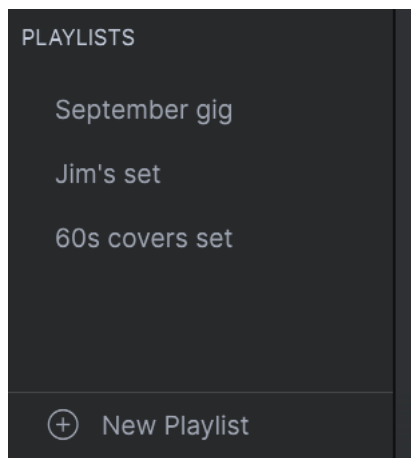 PLAYLISTS
September gig
Jim's set
60s covers set
New Playlist